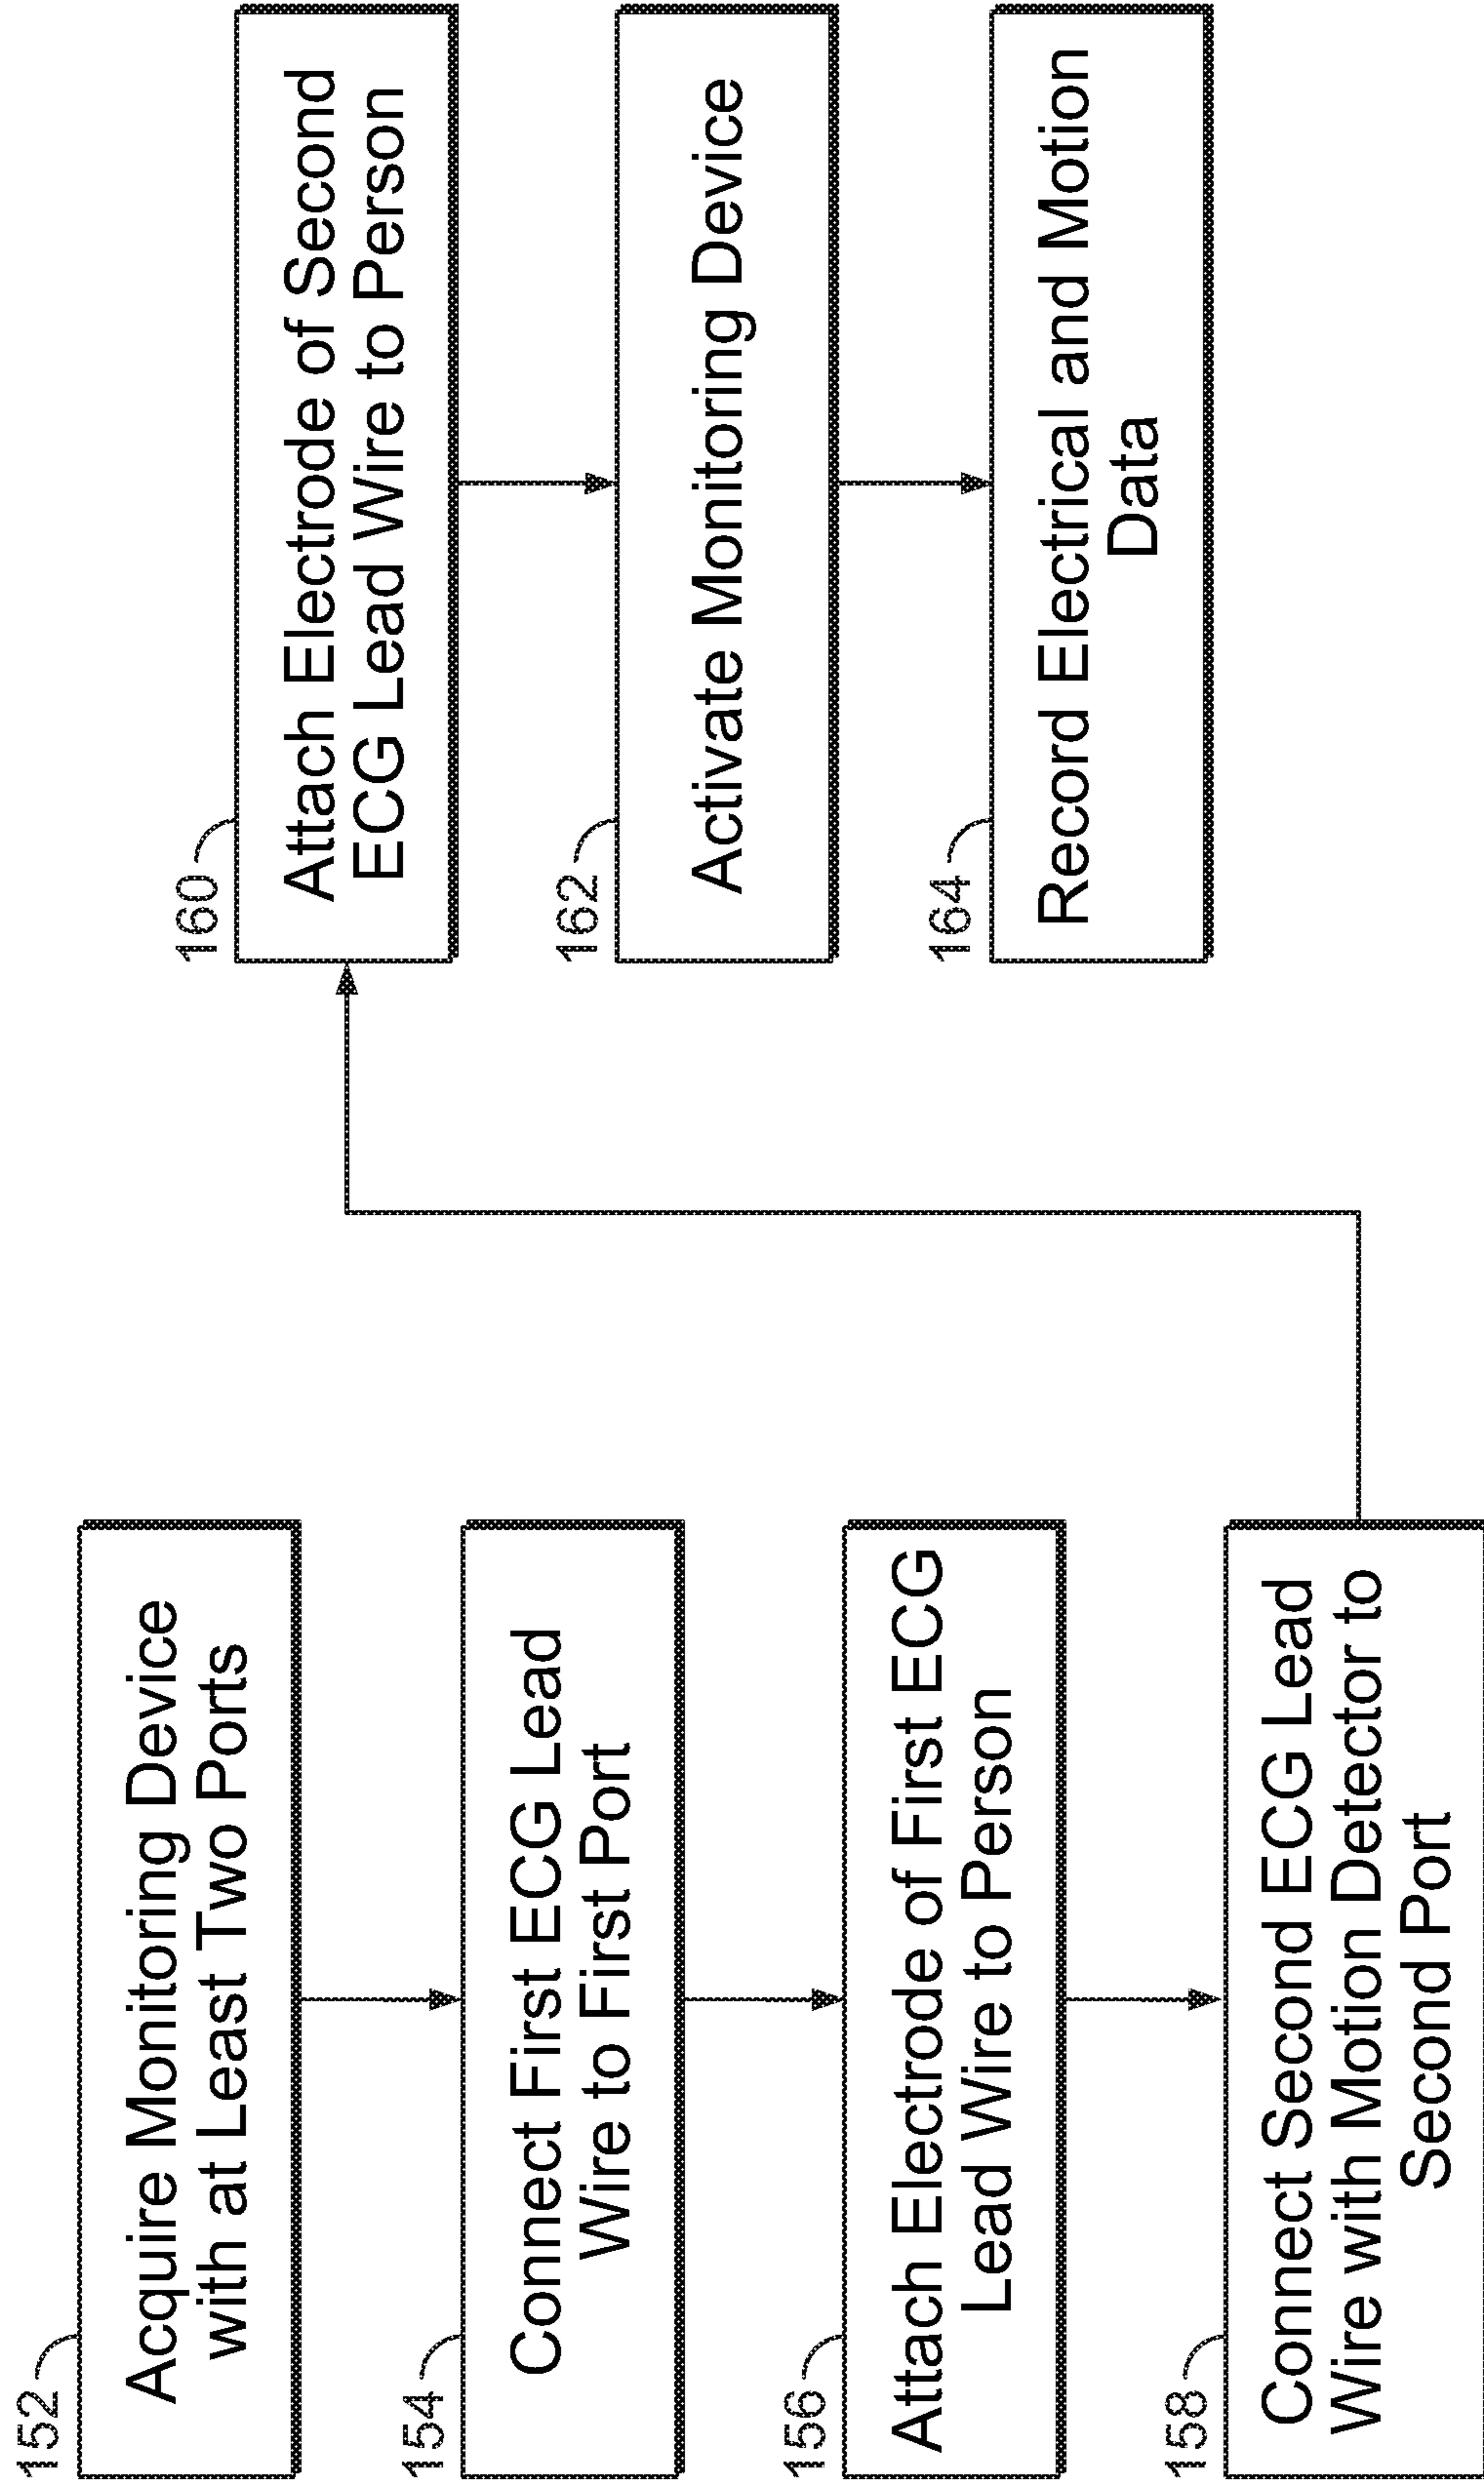 152
Acquire Monitoring Device
with at Least Two Ports
154
Connect First ECG Lead
Wire to First Port
156
Attach Electrode of First ECG
Lead Wire to Person
158
Connect Second ECG Lead
Wire with Motion Detector to
Second Port
160
Attach Electrode of Second
ECG Lead Wire to Person
162
Activate Monitoring Device
164
Record Electrical and Motion
Data